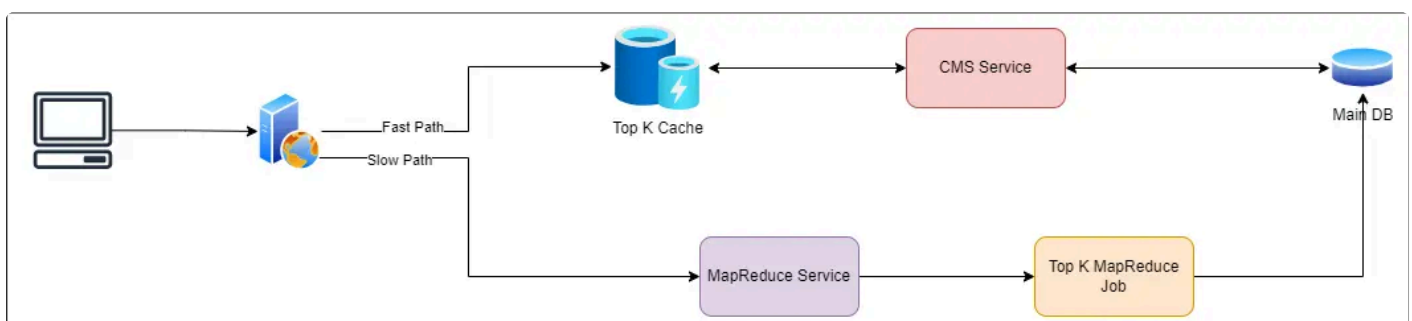 CMS Service
Fast Path
Top K Cache
Main DB
Slow Path
MapReduce Service
Top K MapReduce
Job